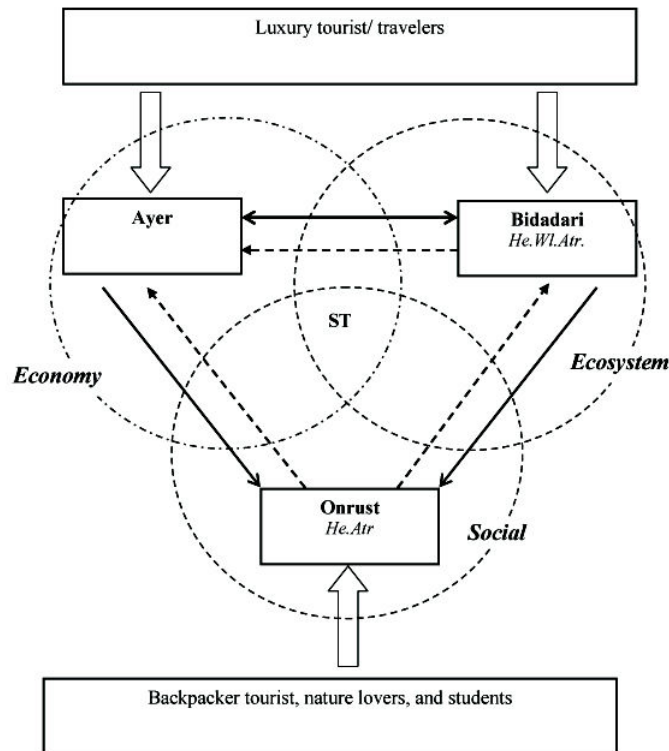 Luxury tourist/ travelers
Ayer
Bidadari
He.Wl.Atr.
ST
Economy
Ecosystem
Onrust
He.Atr
Social
Backpacker tourist, nature lovers, and students